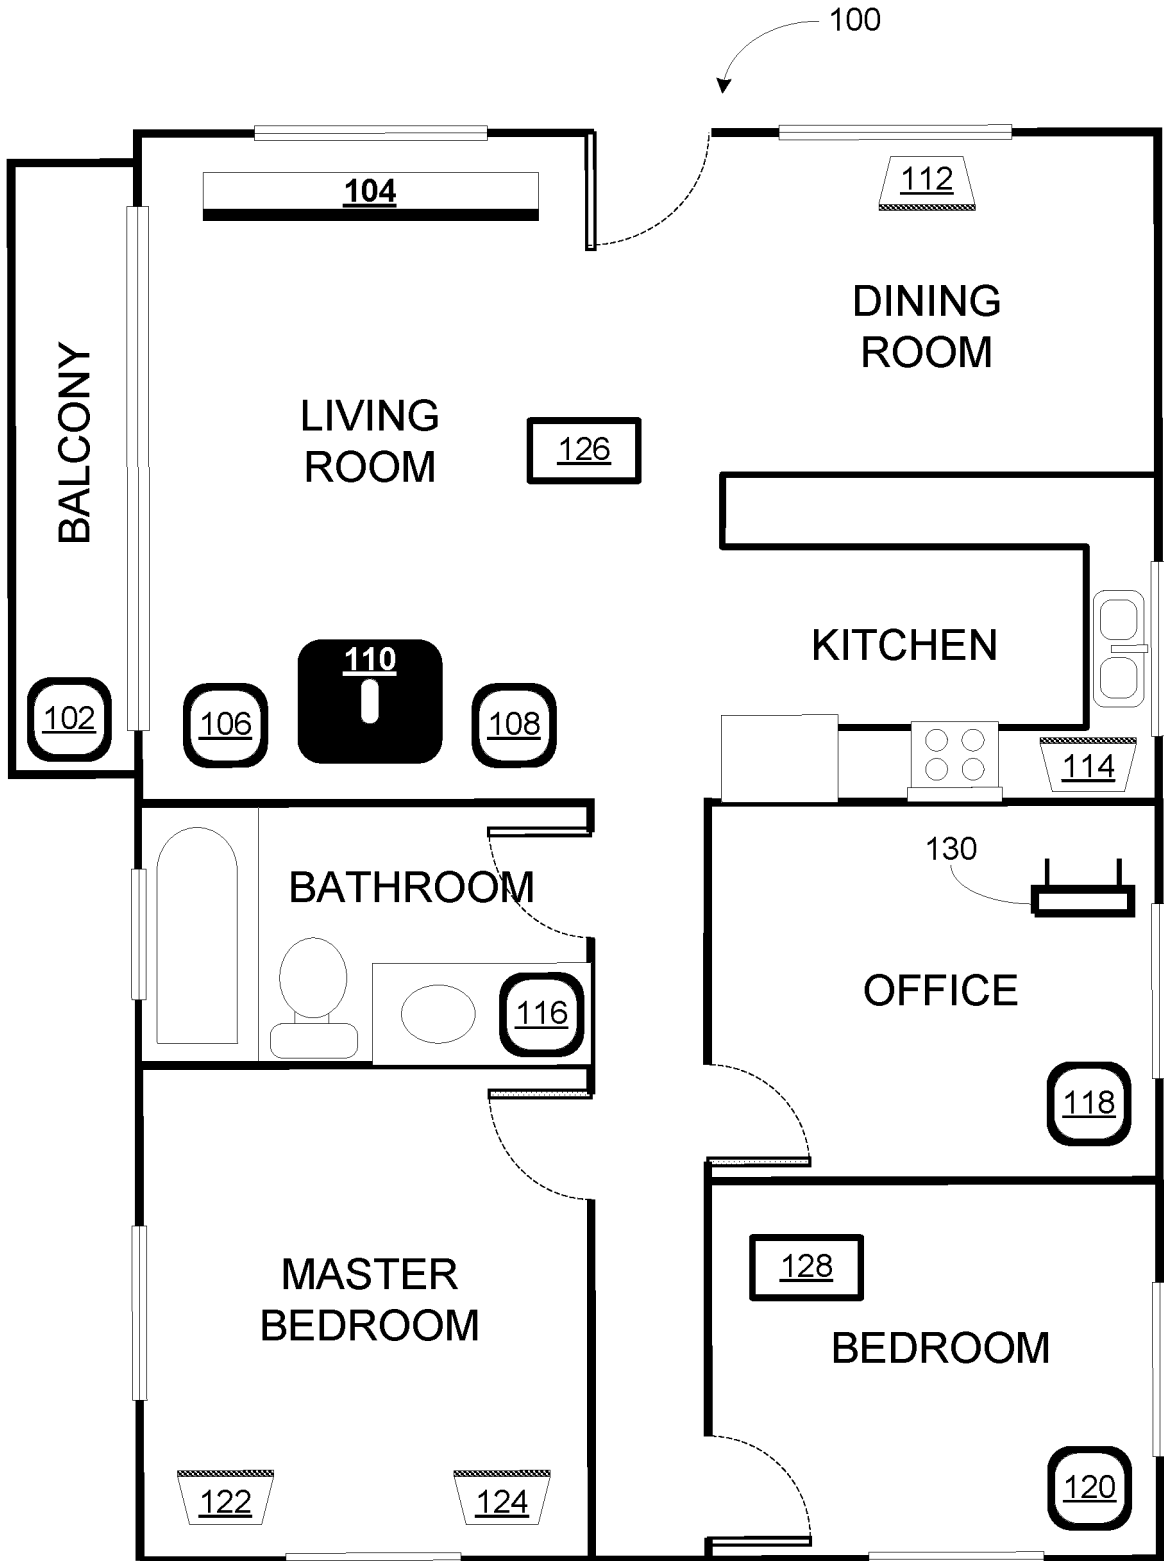 100
104
112
DINING
ROOM
BALCONY
LIVING
ROOM
126
KITCHEN
110
102
106
108
114
130
BATHROOM
OFFICE
116
118
128
MASTER
BEDROOM
BEDROOM
122
124
120